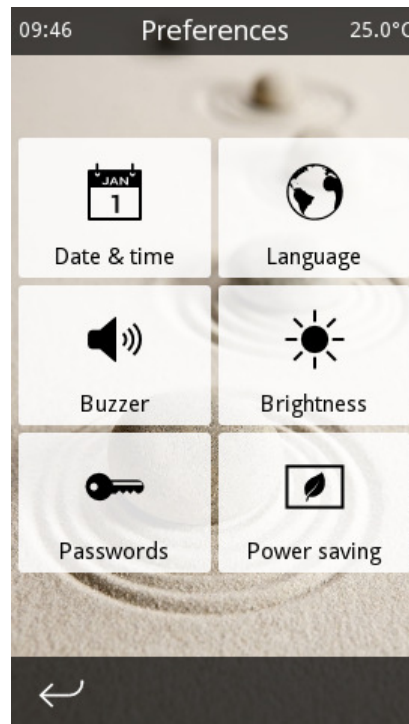 09:46 Preferences 25.0°C
JAN
1
Date & time
Language
Buzzer
Brightness
Passwords
Power saving